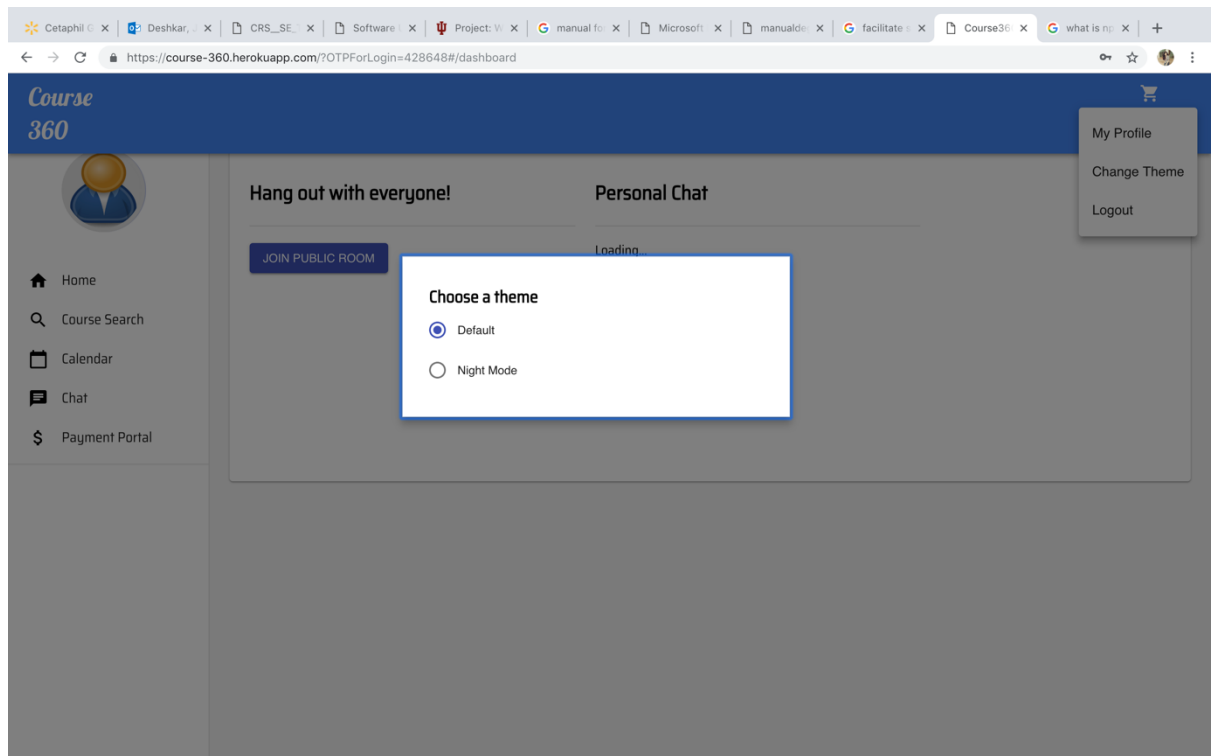 Cetaphil G
Deshkar, J
CRS_SE_T
Software
Project: W
manual fo
Microsoft
manualde
facilitate s
Course36
what is np
https://course-360.herokuapp.com/?OTPForLogin=428648#/dashboard
Course
360
My Profile
Change Theme
Logout
Hang out with everyone!
Personal Chat
JOIN PUBLIC ROOM
Loading...
Home
Course Search
Calendar
Chat
Payment Portal
Choose a theme
Default
Night Mode